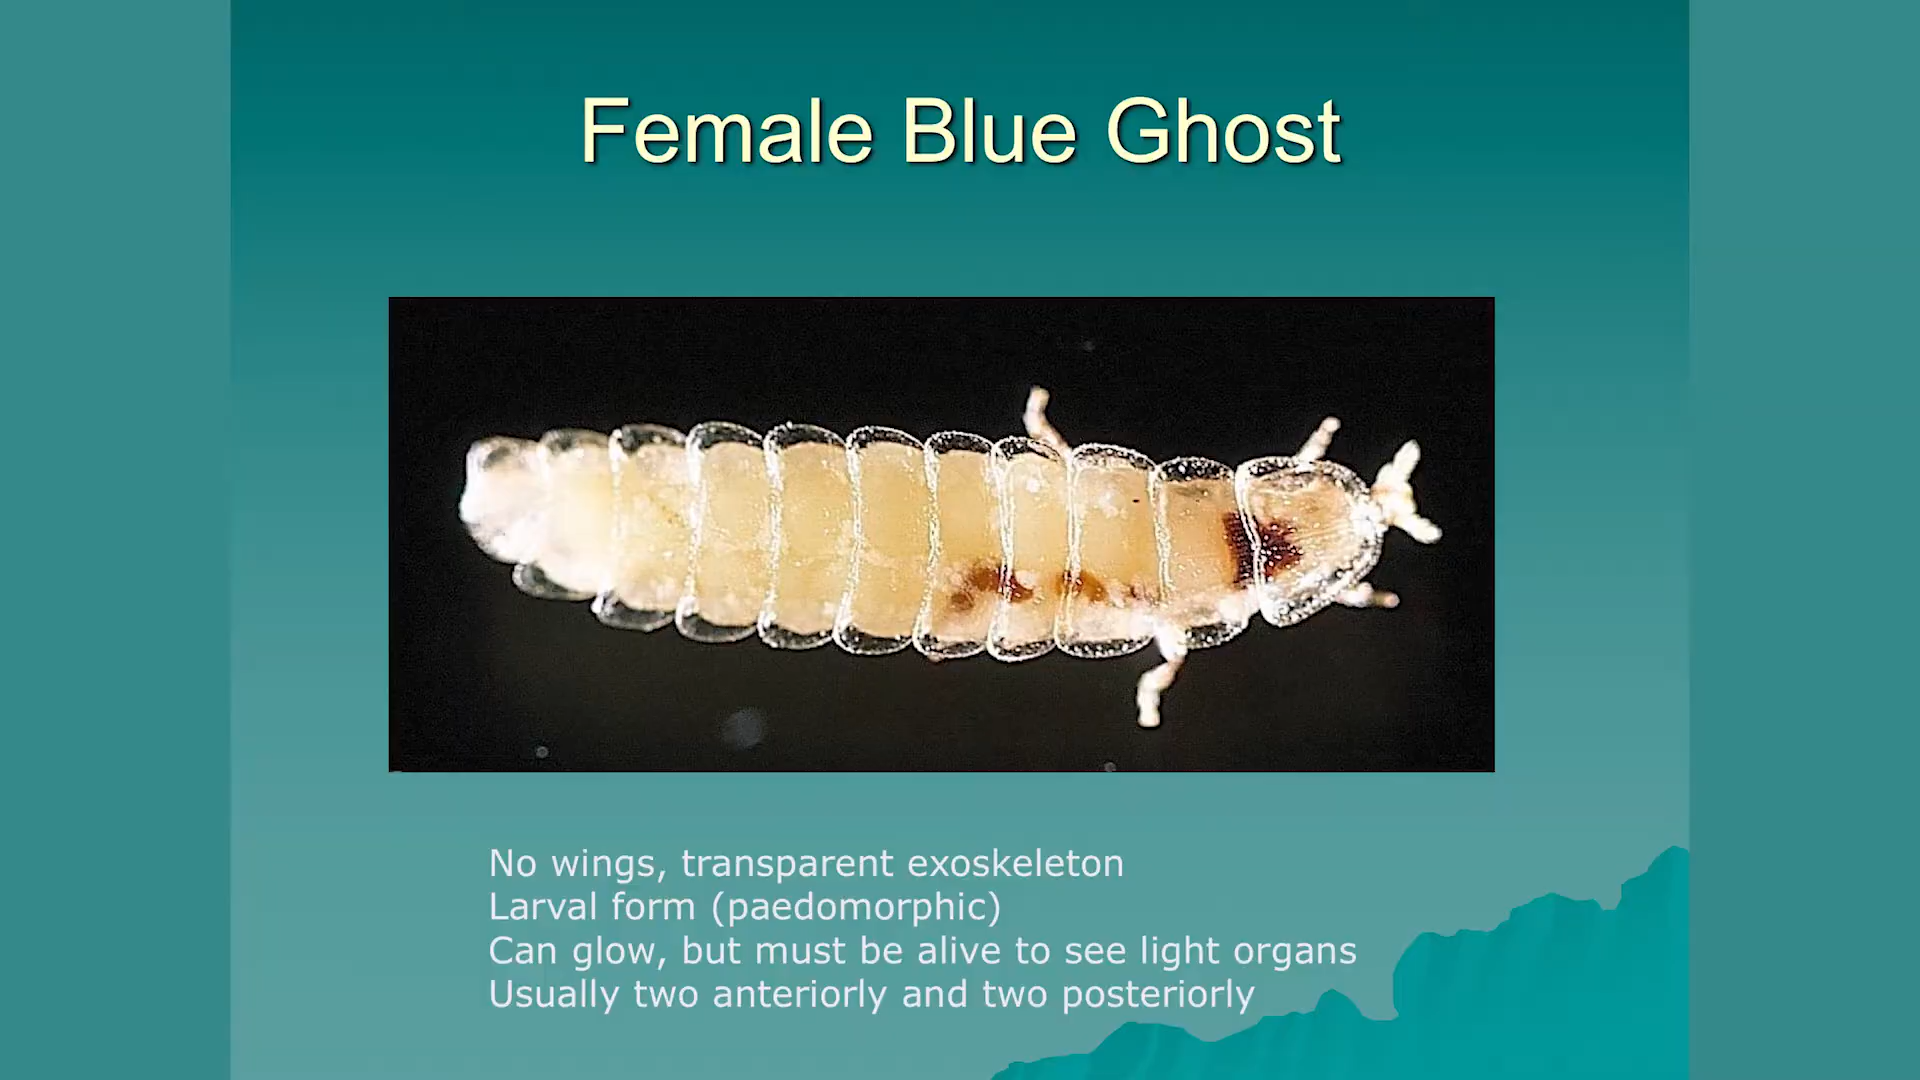 Female Blue Ghost
No wings, transparent exoskeleton
Larval form (paedomorphic)
Can glow, but must be alive to see light organs
Usually two anteriorly and two posteriorly